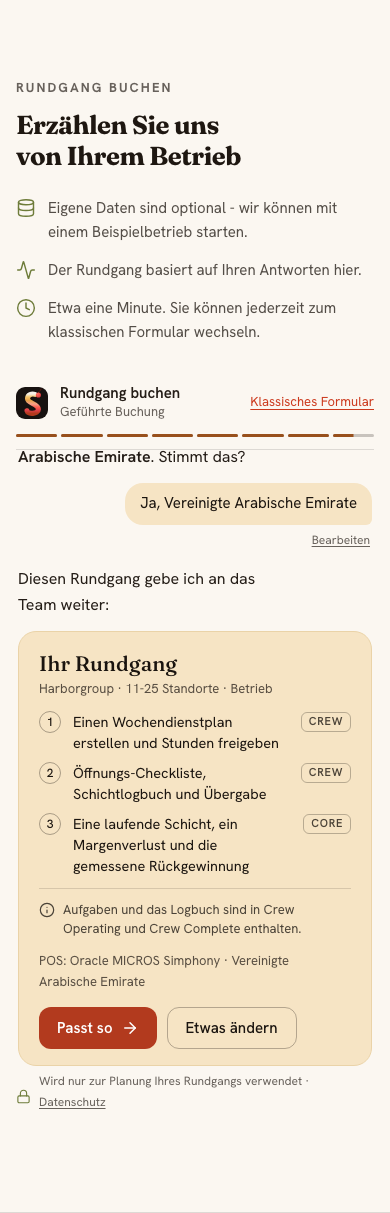 RUNDGANG BUCHEN
Erzählen Sie uns
von Ihrem Betrieb
Eigene Daten sind optional - wir können mit
einem Beispielbetrieb starten.
Der Rundgang basiert auf Ihren Antworten hier.
Etwa eine Minute. Sie können jederzeit zum
klassischen Formular wechseln.
Rundgang buchen
Geführte Buchung
Klassisches Formular
Arabische Emirate. Stimmt das?
Ja, Vereinigte Arabische Emirate
Bearbeiten
Diesen Rundgang gebe ich an das
Team weiter:
Ihr Rundgang
Harborgroup · 11-25 Standorte · Betrieb
1 Einen Wochendienstplan CREW
erstellen und Stunden freigeben
2 Öffnungs-Checkliste, CREW
Schichtlogbuch und Übergabe
3 Eine laufende Schicht, ein CORE
Margenverlust und die
gemessene Rückgewinnung
Aufgaben und das Logbuch sind in Crew
Operating und Crew Complete enthalten.
POS: Oracle MICROS Simphony · Vereinigte
Arabische Emirate
Passt so → Etwas ändern
Wird nur zur Planung Ihres Rundgangs verwendet ·
Datenschutz